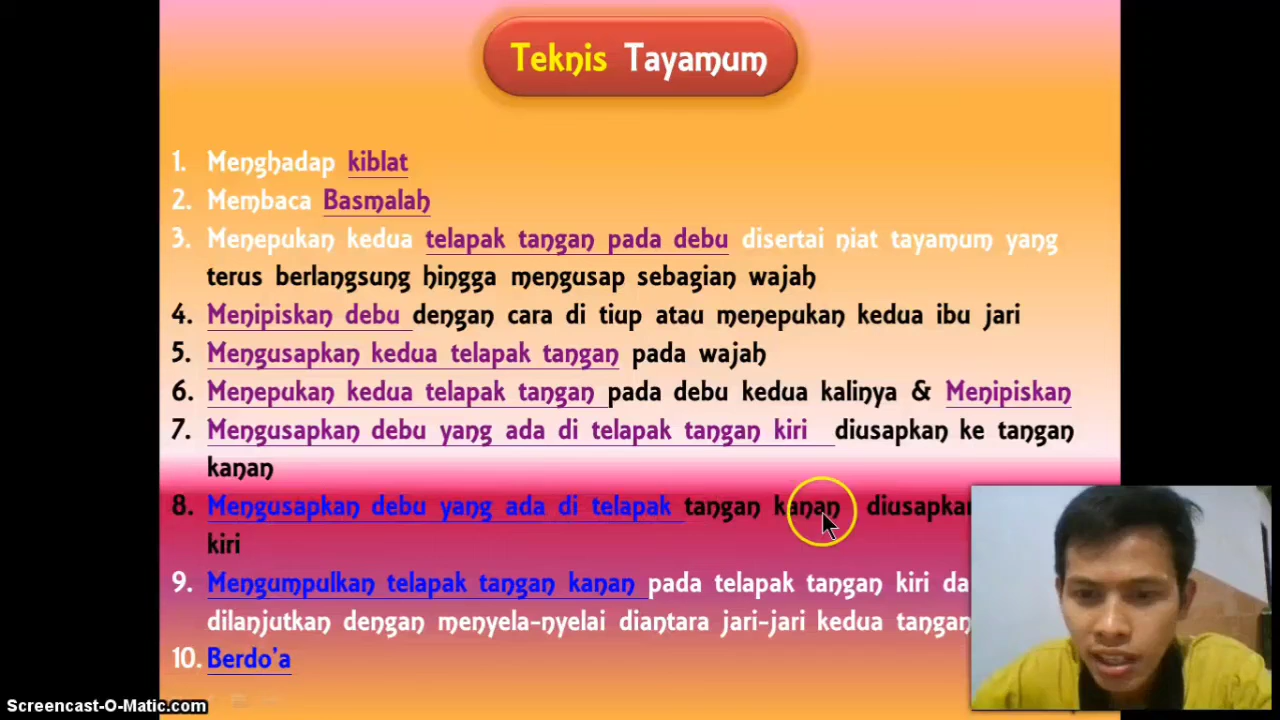 Teknis Tayamum
1. Menghadap kiblat
2. Membaca Basmalah
3. Menepukan kedua telapak tangan pada debu disertai niat tayamum yang
terus berlangsung hingga mengusap sebagian wajah
4. Menipiskan debu dengan cara di tiup atau menepukan kedua ibu jari
5. Mengusapkan kedua telapak tangan pada wajah
6. Menepukan kedua telapak tangan pada debu kedua kalinya & Menipiskan
7. Mengusapkan debu yang ada di telapak tangan kiri diusapkan ke tangan
kanan
8. Mengusapkan debu yang ada di telapak tangan kanan
kiri
9. Mengumpulkan telapak tangan kanan pada telapak tangan kiri
dilanjutkan dengan menyela-nyelai diantara jari-jari kedua tangan
10. Berdo'a
Screencast-O-Matic.com